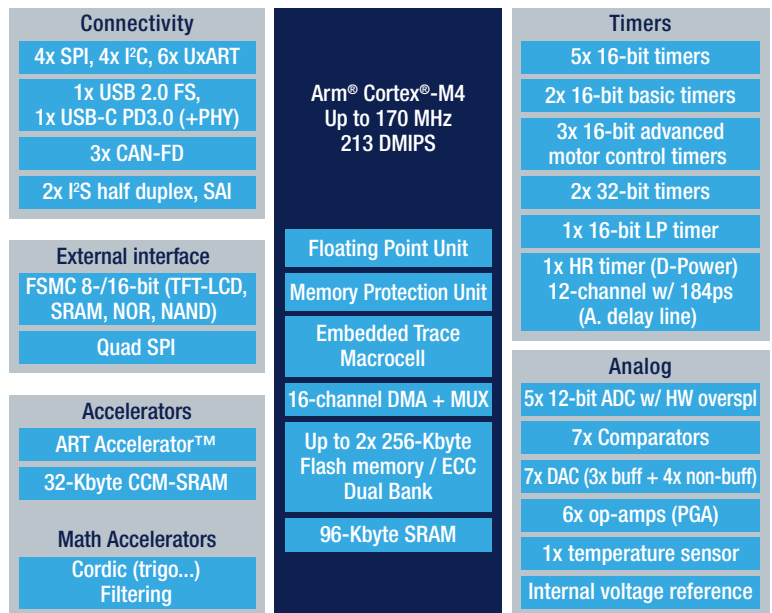 Connectivity
4x SPI, 4x I²C, 6x UxART
1x USB 2.0 FS,
1x USB-C PD3.0 (+PHY)
3x CAN-FD
2x I²S half duplex, SAI
External interface
FSMC 8-/16-bit (TFT-LCD,
SRAM, NOR, NAND)
Quad SPI
Accelerators
ART Accelerator™
32-Kbyte CCM-SRAM
Math Accelerators
Cordic (trigo...)
Filtering
Arm® Cortex®-M4
Up to 170 MHz
213 DMIPS
Floating Point Unit
Memory Protection Unit
Embedded Trace
Macrocell
16-channel DMA + MUX
Up to 2x 256-Kbyte
Flash memory / ECC
Dual Bank
96-Kbyte SRAM
Timers
5x 16-bit timers
2x 16-bit basic timers
3x 16-bit advanced
motor control timers
2x 32-bit timers
1x 16-bit LP timer
1x HR timer (D-Power)
12-channel w/ 184ps
(A. delay line)
Analog
5x 12-bit ADC w/ HW overspl
7x Comparators
7x DAC (3x buff + 4x non-buff)
6x op-amps (PGA)
1x temperature sensor
Internal voltage reference